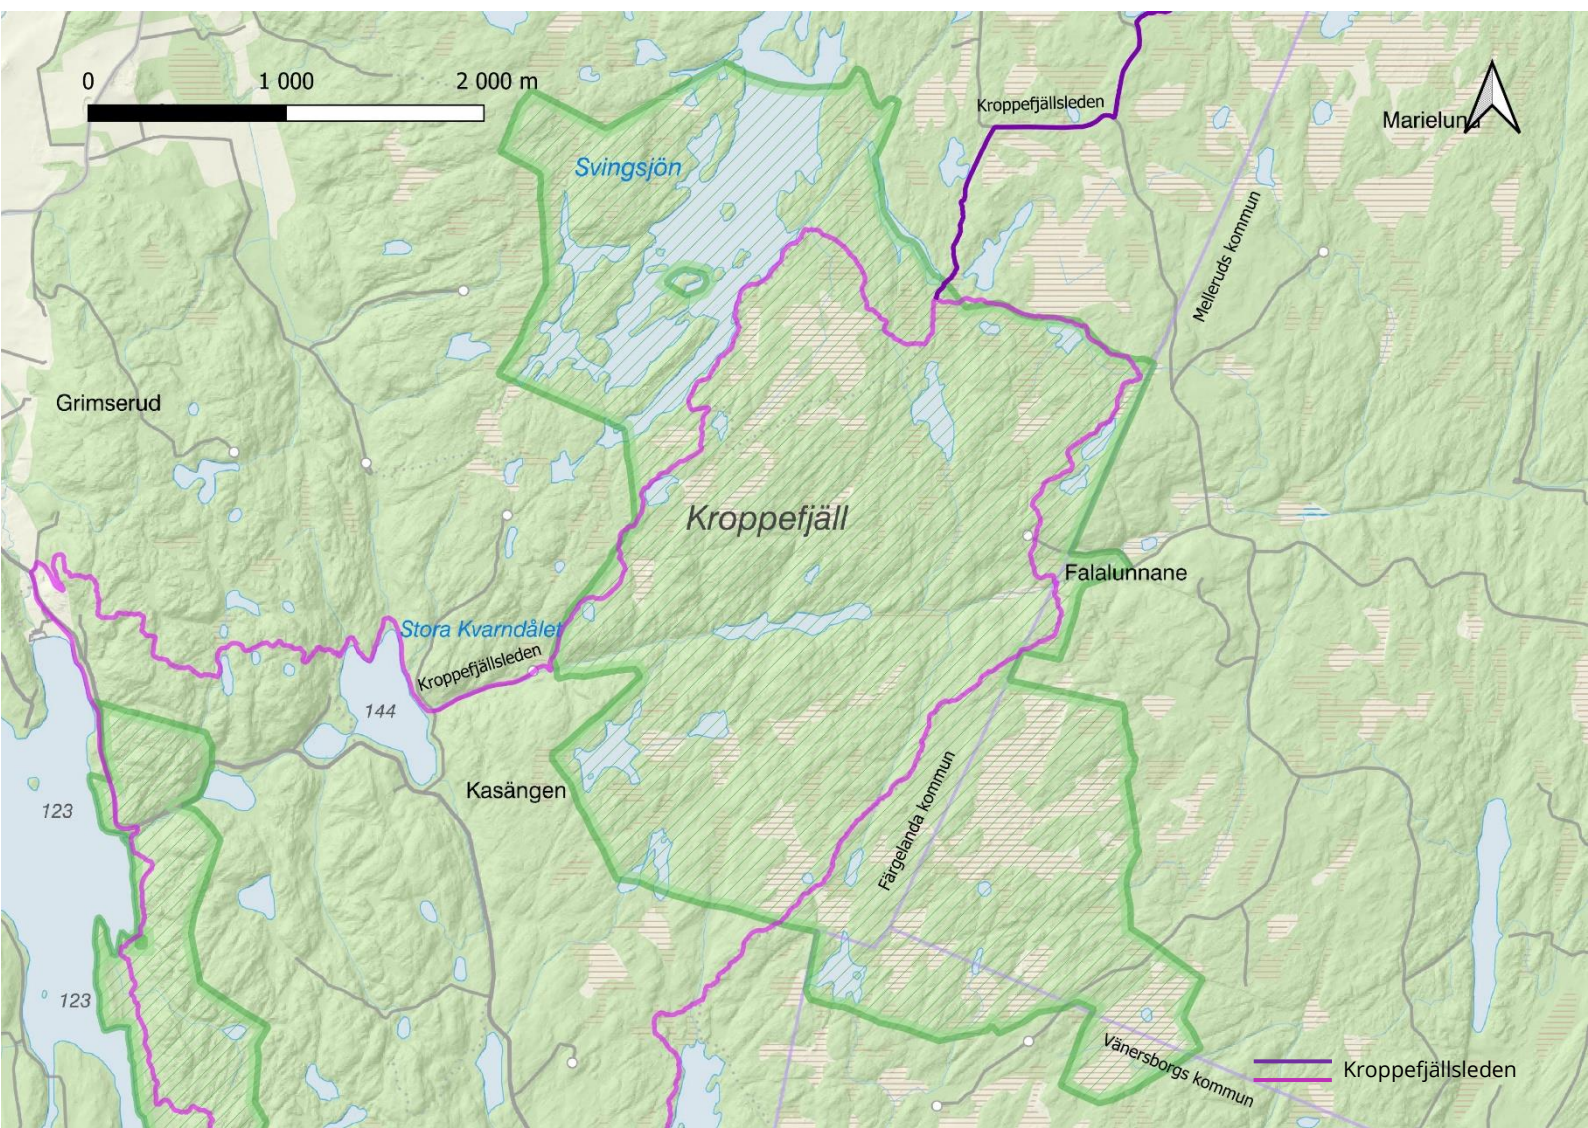 0 1 000 2 000 m
Kroppefjällsleden
Marielund
Svingsjön
Melleruds kommun
Grimserud
Kroppefjäll
Falalunnane
Stora Kvarndålet
Kroppefjällsleden
144
Kasängen
123
Färgelanda kommun
123
Vänersborgs kommun
Kroppefjällsleden